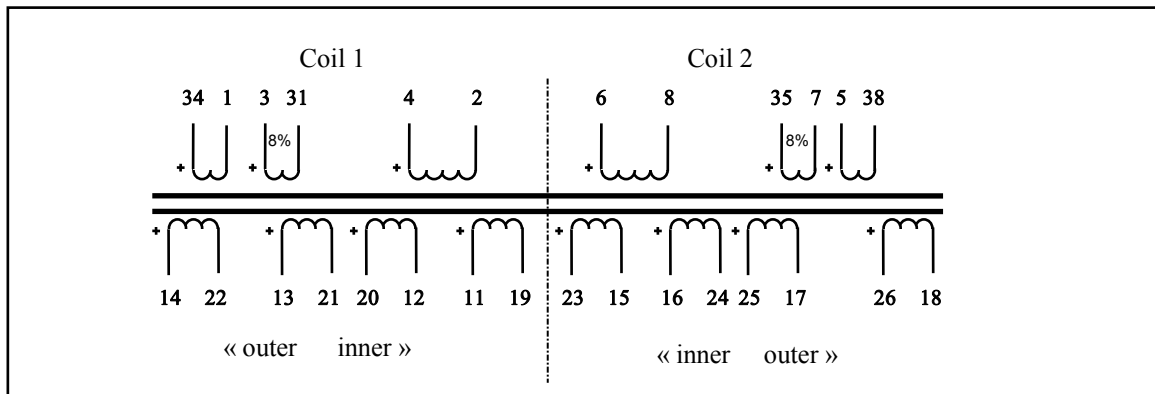 Coil 1 Coil 2
34 1 3 31 4 2 6 8 35 7 5 38
8% 8%
+ + + + + +
+ + + + + + + +
14 22 13 21 20 12 11 19 23 15 16 24 25 17 26 18
« outer inner » « inner outer »